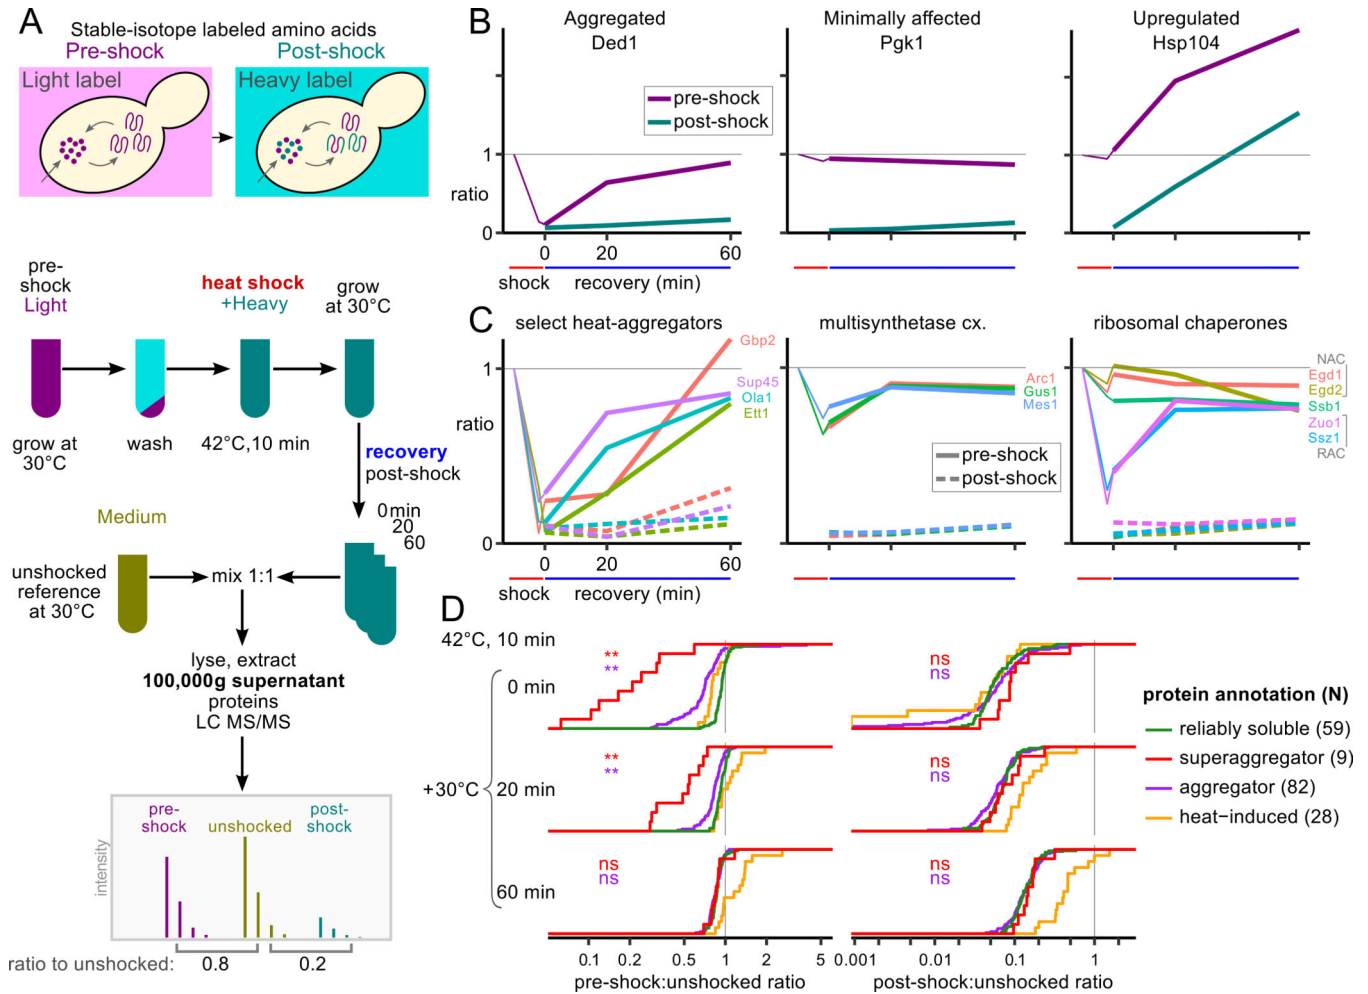 A
Stable-isotope labeled amino acids
Pre-shock
Post-shock
Light label
Heavy label
pre-
shock
Light
heat shock
+Heavy
grow
at 30°C
grow at
30°C
wash
42°C,10 min
recovery
post-shock
0 min
20
60
Medium
unshocked
reference
at 30°C
mix 1:1
lyse, extract
100,000g supernatant
proteins
LC MS/MS
pre-
shock
unshocked
post-
shock
intensity
ratio to unshocked:
0.8
0.2
B
Aggregated
Ded1
Minimally affected
Pgk1
Upregulated
Hsp104
pre-shock
post-shock
1
ratio
0
0
20
60
shock
recovery (min)
C
select heat-aggregators
multisynthetase cx.
ribosomal chaperones
1
ratio
0
Gbp2
Sup45
Ola1
Ett1
Arc1
Gus1
Mes1
pre-shock
post-shock
NAC
Egd1
Egd2
Ssb1
Zuo1
Ssz1
RAC
0
20
60
shock
recovery (min)
D
42°C, 10 min
0 min
+30°C
20 min
60 min
**
**
ns
ns
**
**
ns
ns
ns
ns
ns
ns
0.1
0.2
0.5
1
2
5
pre-shock:unshocked ratio
0.001
0.01
0.1
1
post-shock:unshocked ratio
protein annotation (N)
reliably soluble (59)
superaggregator (9)
aggregator (82)
heat−induced (28)